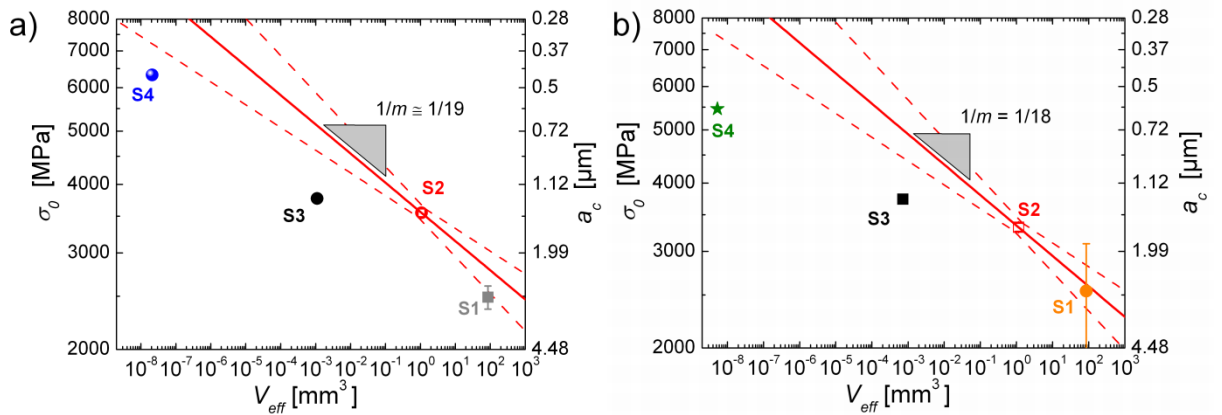 a)
8000
7000
6000
5000
4000
3000
2000
σ₀ [MPa]
S4
S3
S2
S1
1/m ≅ 1/19
0.28
0.37
0.5
0.72
1.12
1.99
4.48
a_c [µm]
10⁻⁸ 10⁻⁷ 10⁻⁶ 10⁻⁵ 10⁻⁴ 10⁻³ 10⁻² 10⁻¹ 10⁰ 10¹ 10² 10³
V_eff [mm³]
b)
8000
7000
6000
5000
4000
3000
2000
σ₀ [MPa]
S4
S3
S2
S1
1/m = 1/18
0.28
0.37
0.5
0.72
1.12
1.99
4.48
a_c [µm]
10⁻⁸ 10⁻⁷ 10⁻⁶ 10⁻⁵ 10⁻⁴ 10⁻³ 10⁻² 10⁻¹ 10⁰ 10¹ 10² 10³
V_eff [mm³]